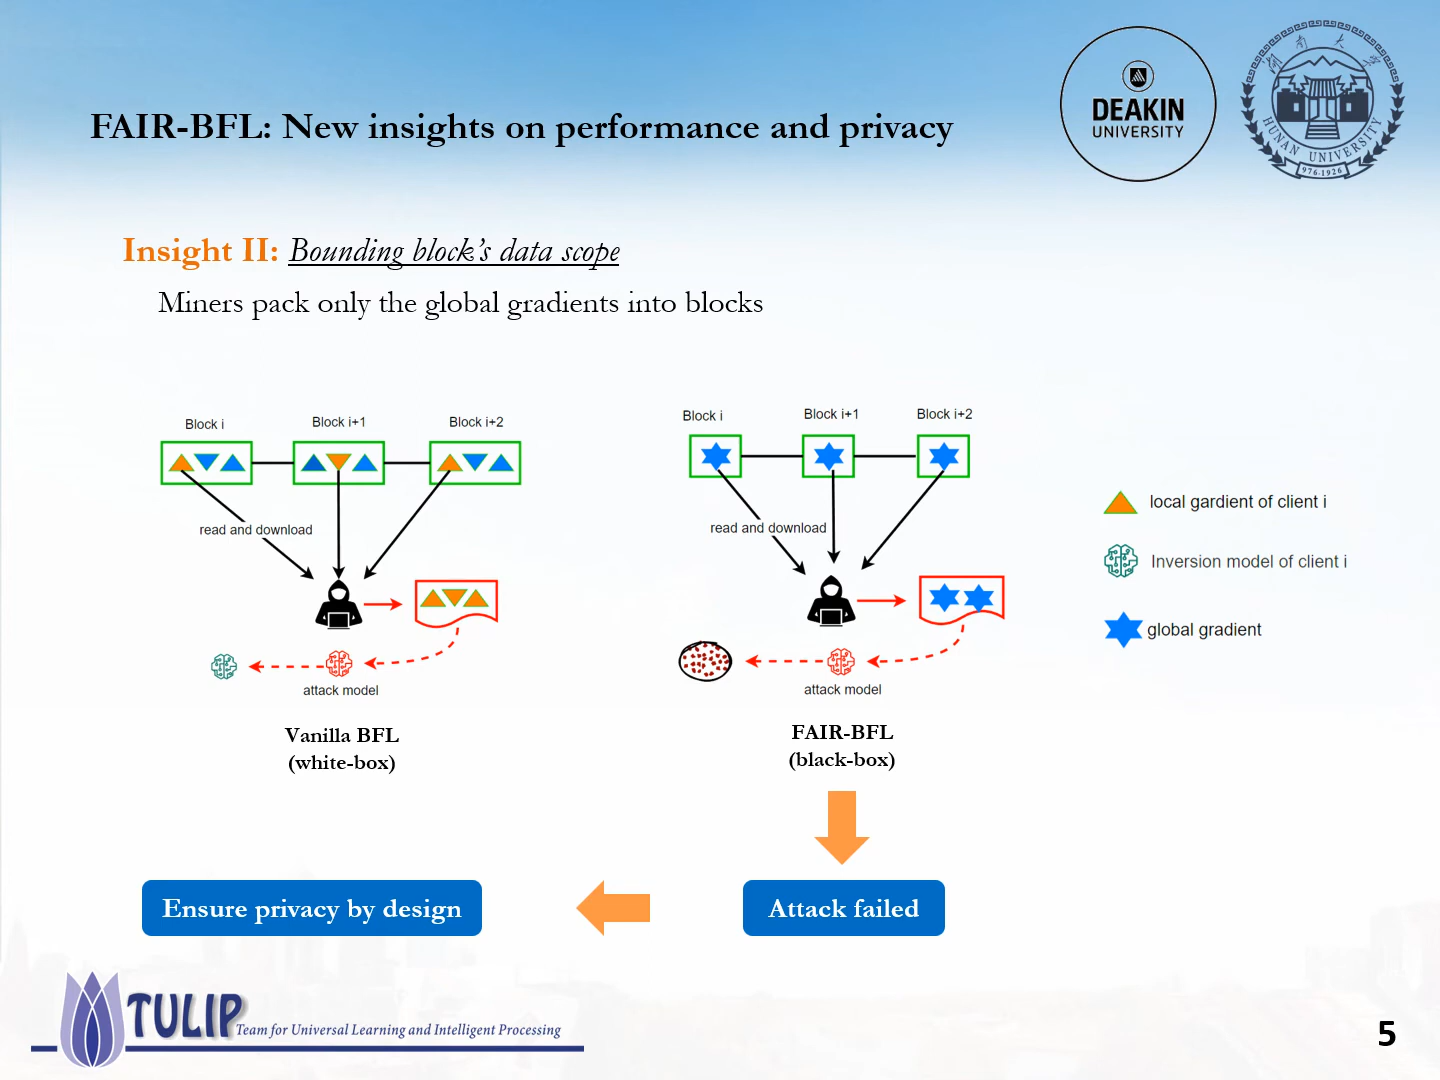 FAIR-BFL: New insights on performance and privacy
DEAKIN
UNIVERSITY
HUNAN UNIVERSITY
976-1926
Insight II: Bounding block's data scope
Miners pack only the global gradients into blocks
Block i
Block i+1
Block i+2
read and download
attack model
Vanilla BFL
(white-box)
Block i
Block i+1
Block i+2
read and download
attack model
FAIR-BFL
(black-box)
local gardient of client i
Inversion model of client i
global gradient
Attack failed
Ensure privacy by design
TULIP
Team for Universal Learning and Intelligent Processing
5